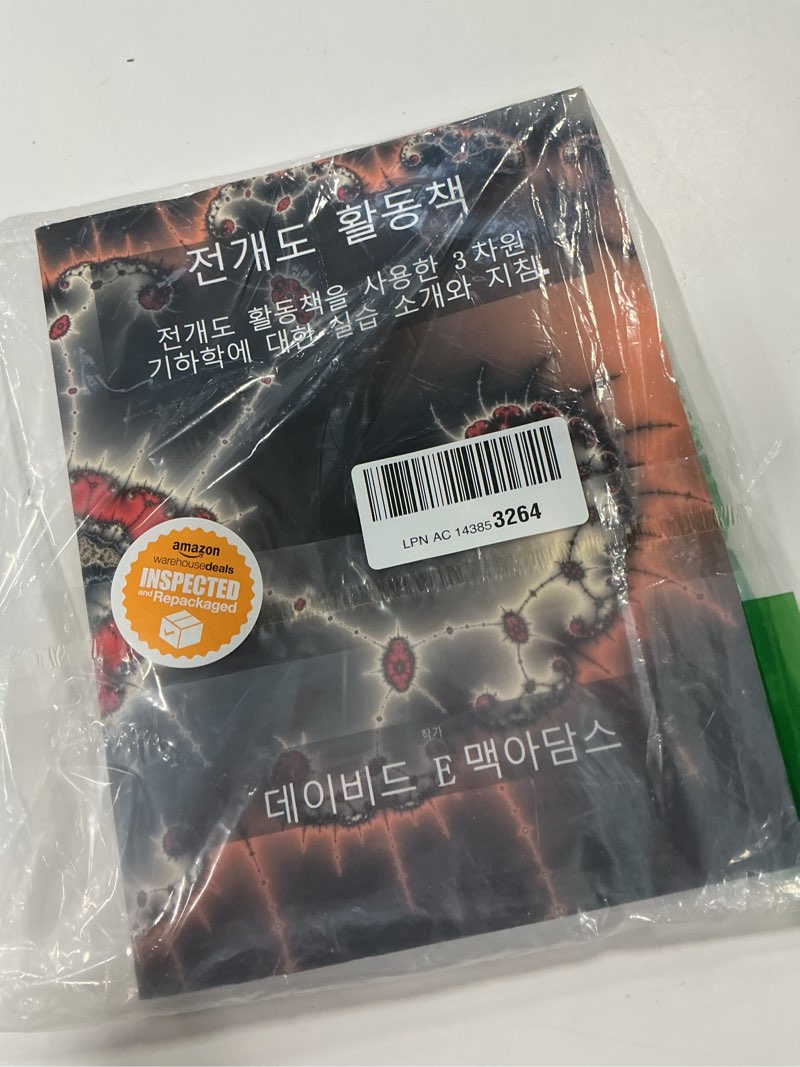 전개도 활동책
전개도 활동책을 사용한 3차원
기하학에 대한 실습 소개와 지침.
LPN AC 143853264
amazon
warehousedeals
INSPECTED
and Repackaged
작가
데이비드 E 맥아담스